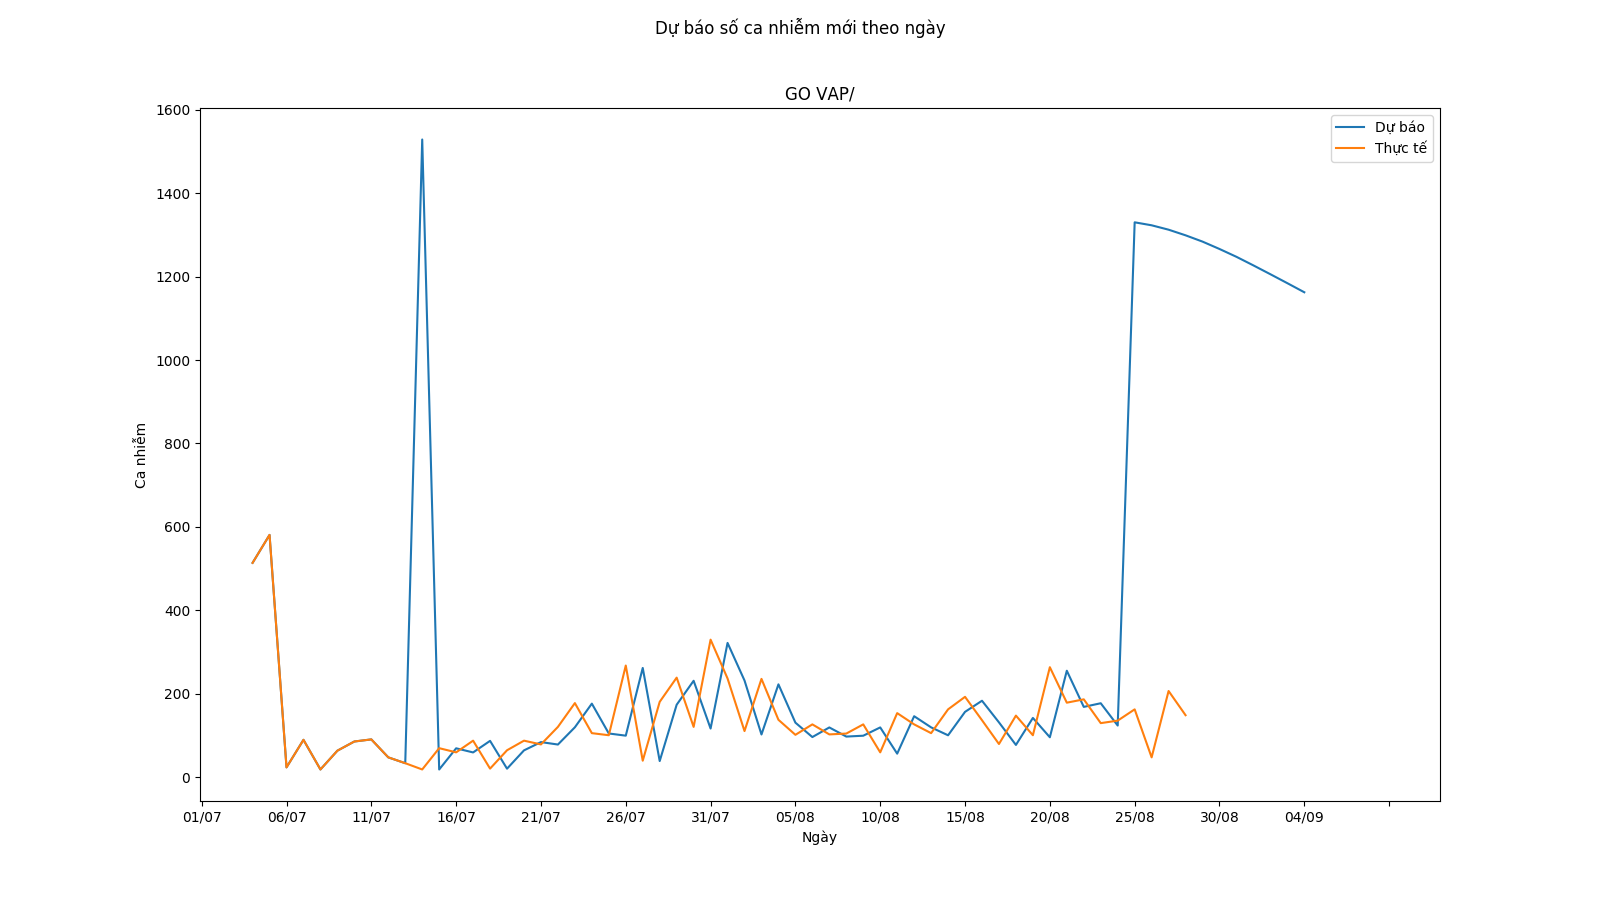 Dự báo số ca nhiễm mới theo ngày
GO VAP/
1600
1400
1200
1000
800
600
400
200
0
Ca nhiễm
Dự báo
Thực tế
01/07 06/07 11/07 16/07 21/07 26/07 31/07 05/08 10/08 15/08 20/08 25/08 30/08 04/09
Ngày